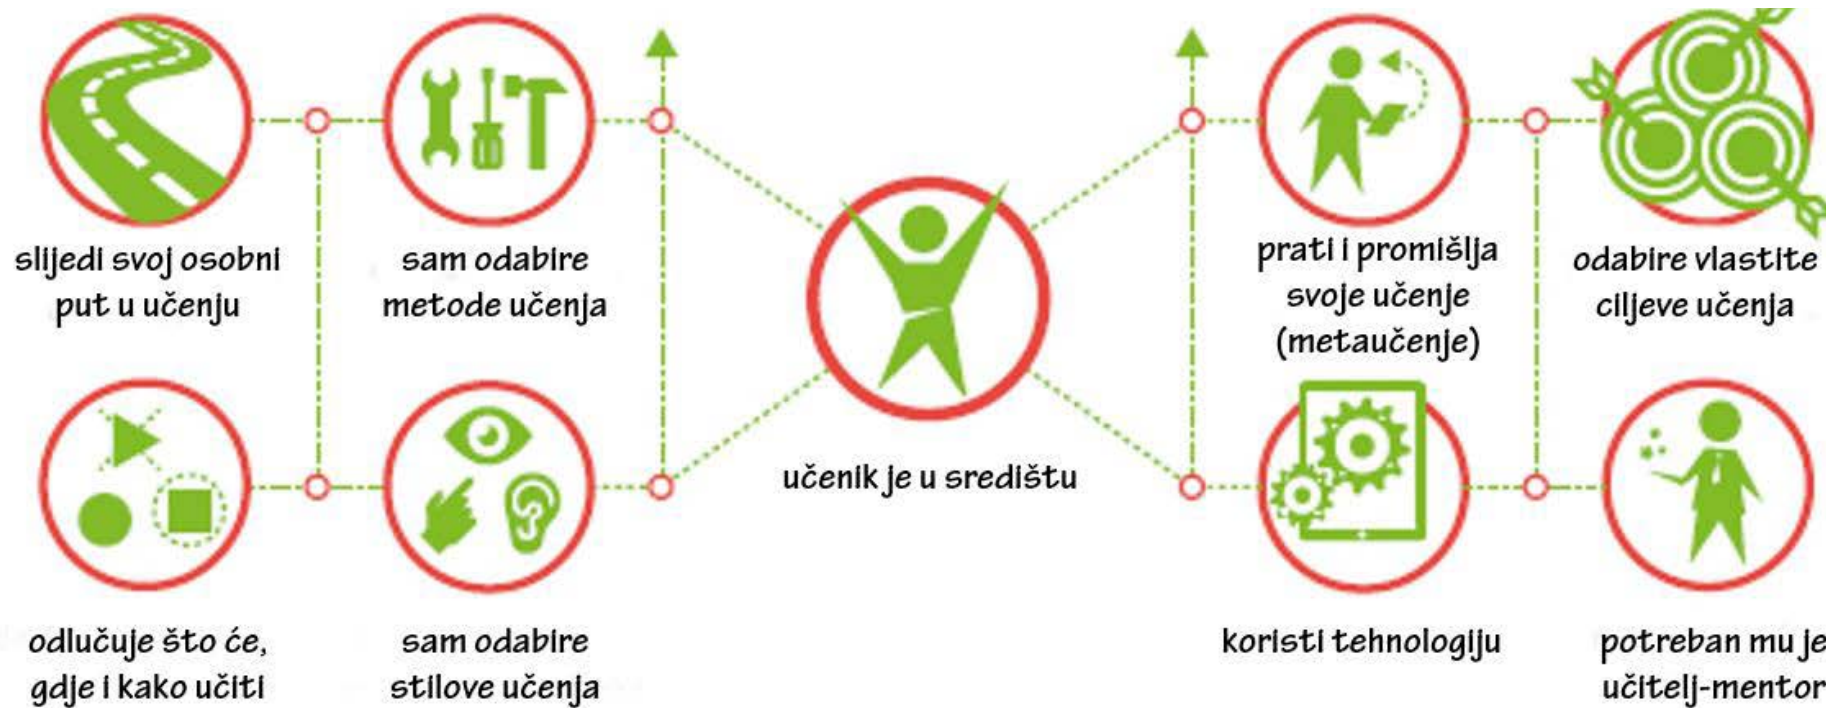 slijedi svoj osobni
put u učenju
sam odabire
metode učenja
učenik je u središtu
prati i promišlja
svoje učenje
(metaučenje)
odabire vlastite
ciljeve učenja
odlučuje što će,
gdje i kako učiti
sam odabire
stilove učenja
koristi tehnologiju
potreban mu je
učitelj-mentor